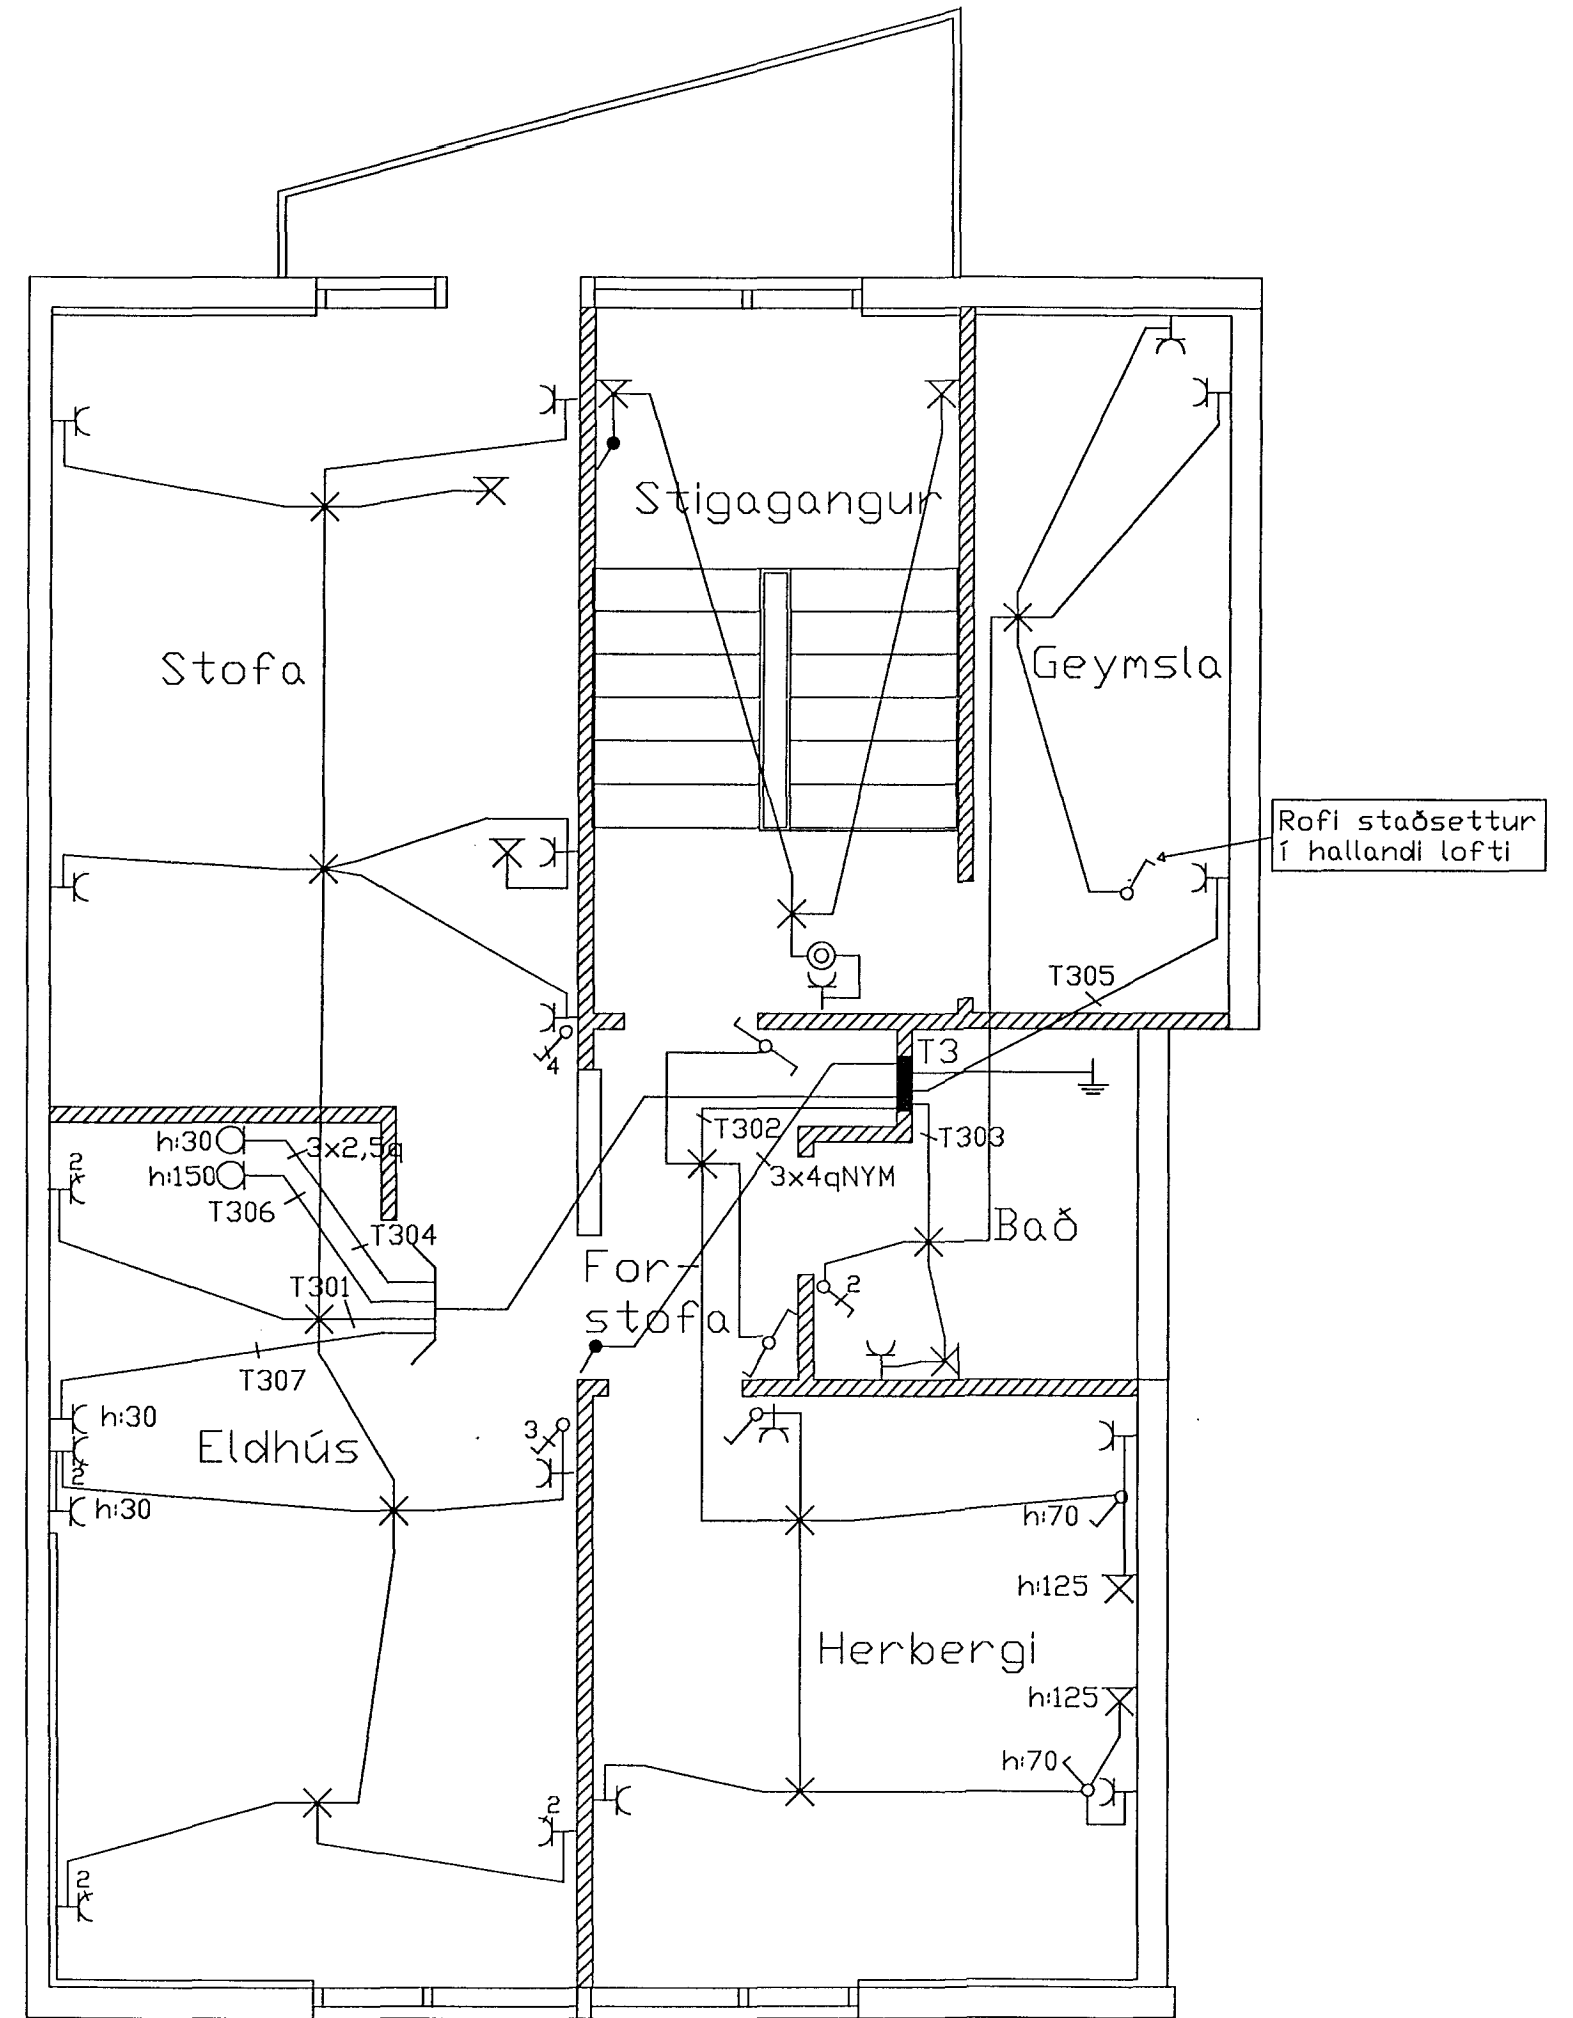 Stigagangur
Stofa
Geymsla
Rofi staðsettur
í hallandi lofti
T305
4
T3
T302
T303
h:30
3x2,5q
2
h:150
3x4qNYM
T306
T304
Bað
For-
stofa
T301
2
T307
h:30
3
Eldhús
2
h:30
h:70
h:125
Herbergi
h:125
h:70
2
2